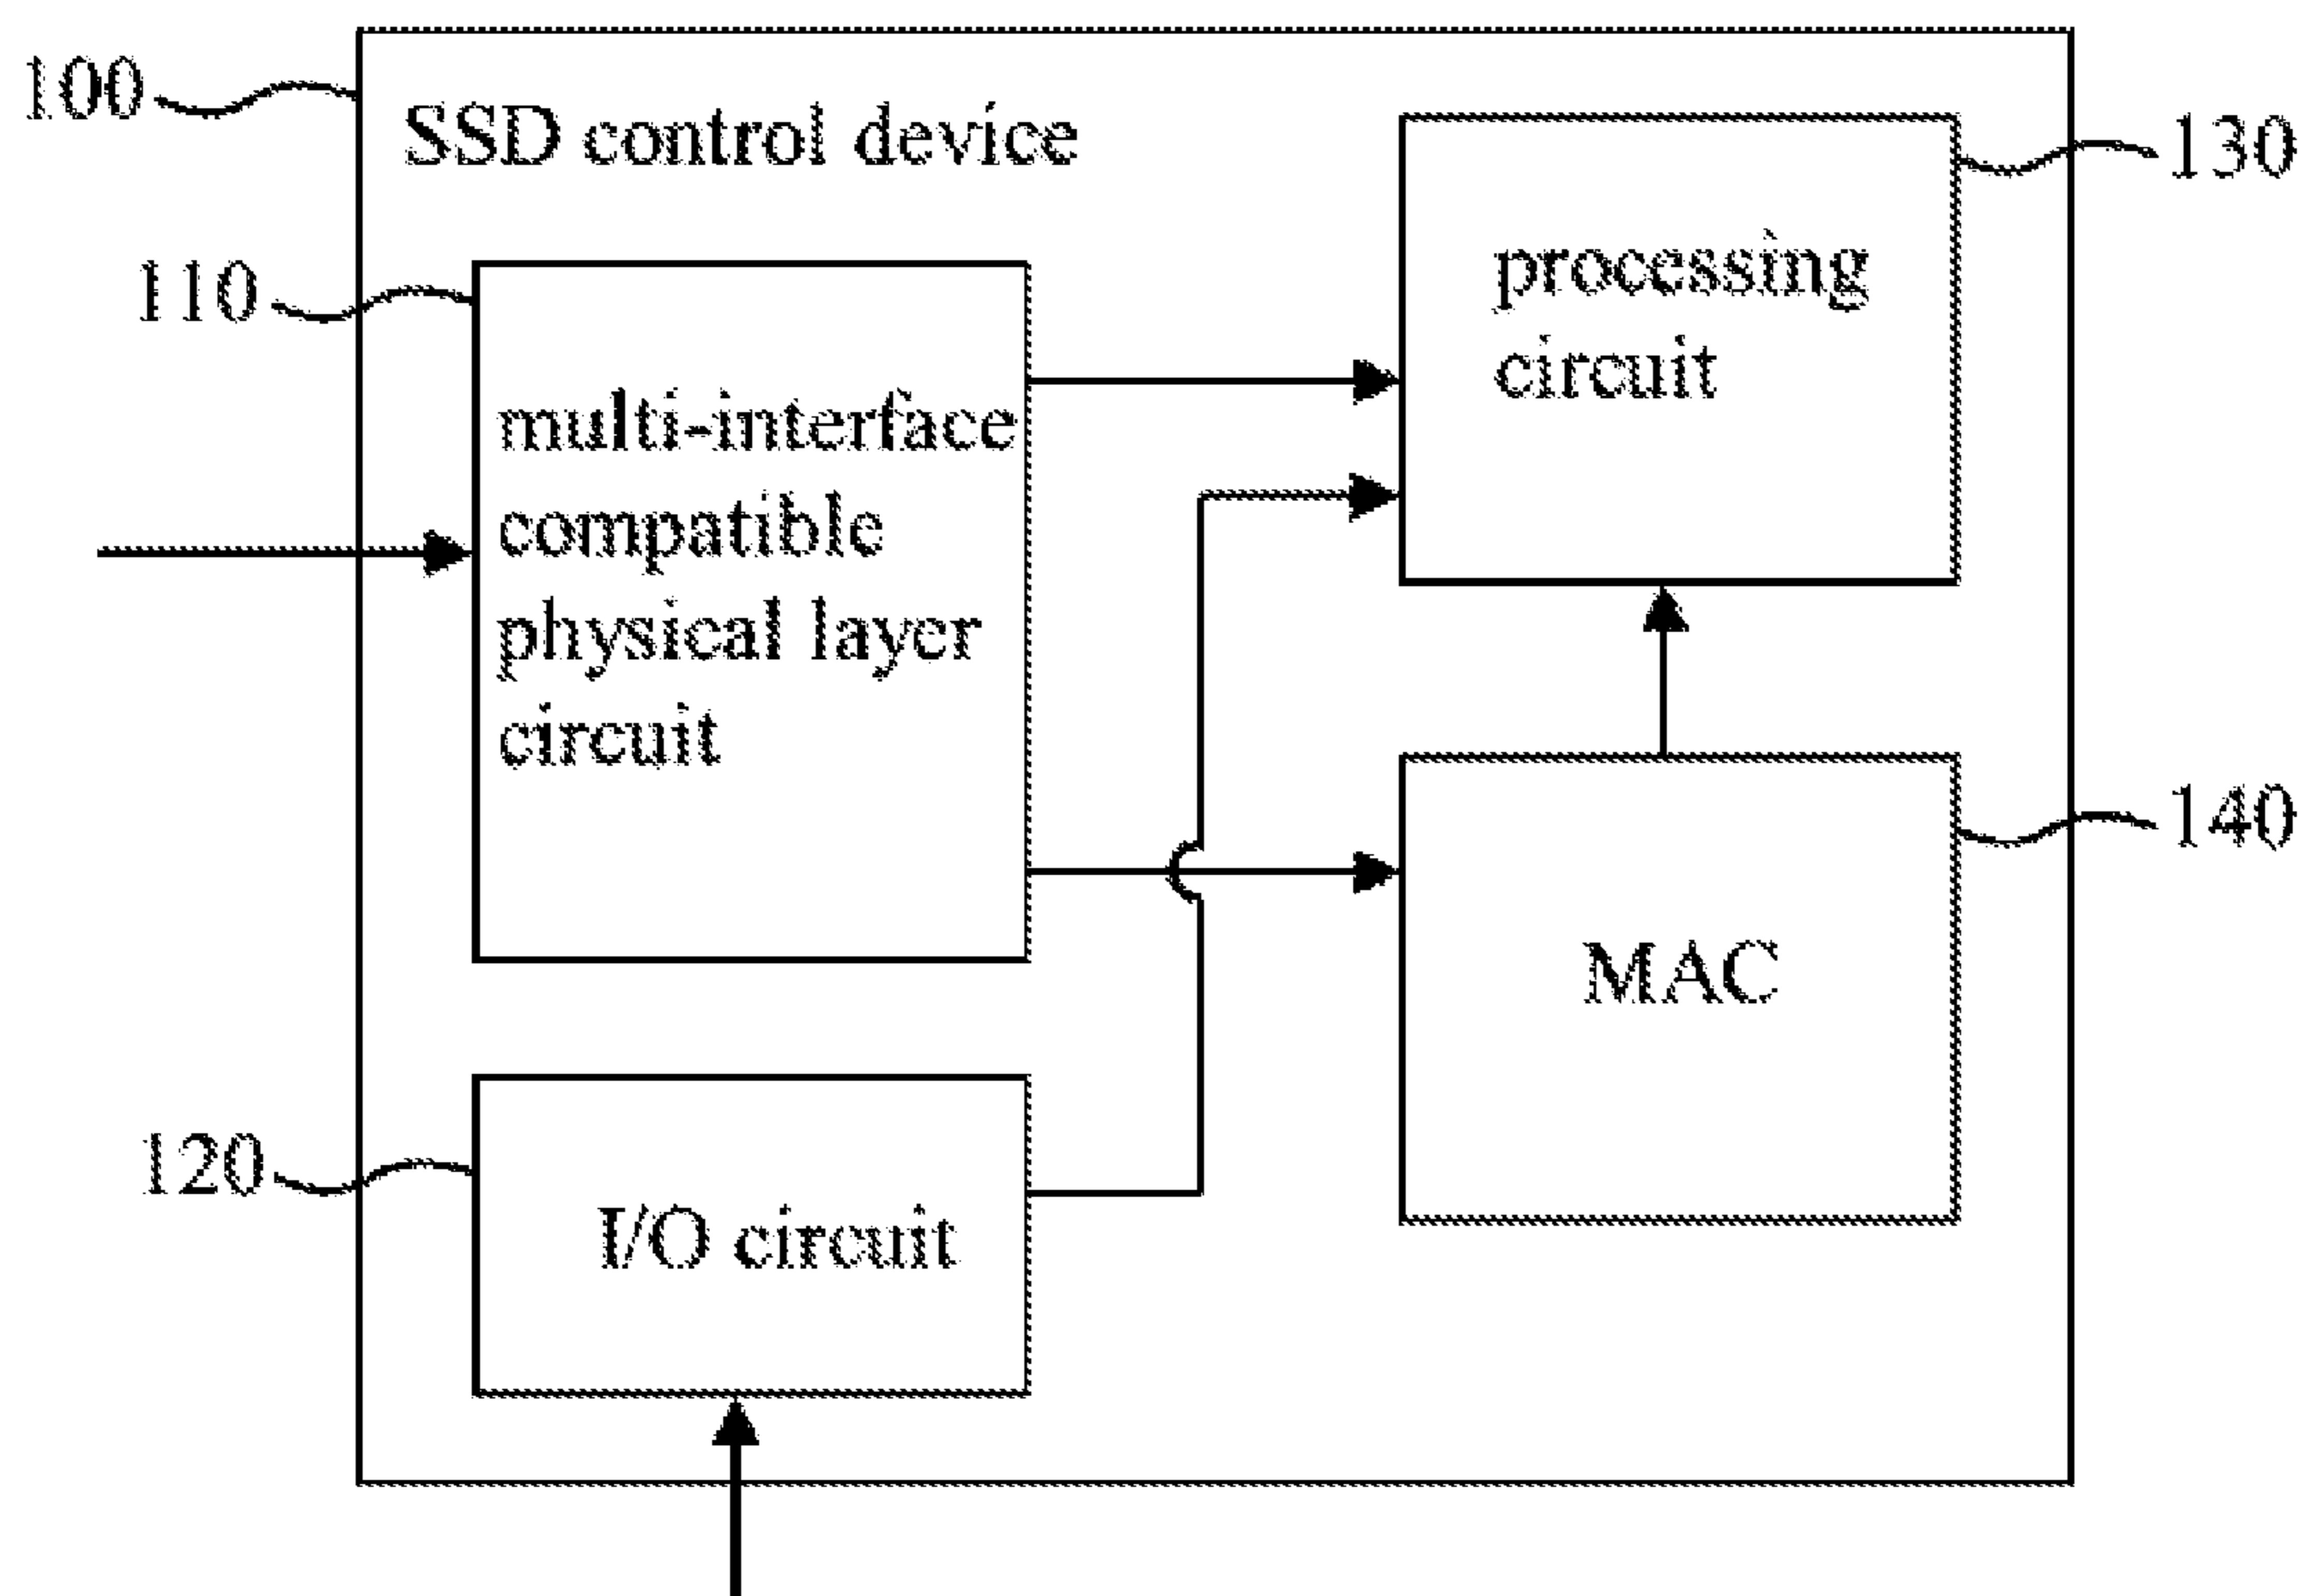 100
SSD control device
130
processing
circuit
110
multi-interface
compatible
physical layer
circuit
140
MAC
120
I/O circuit